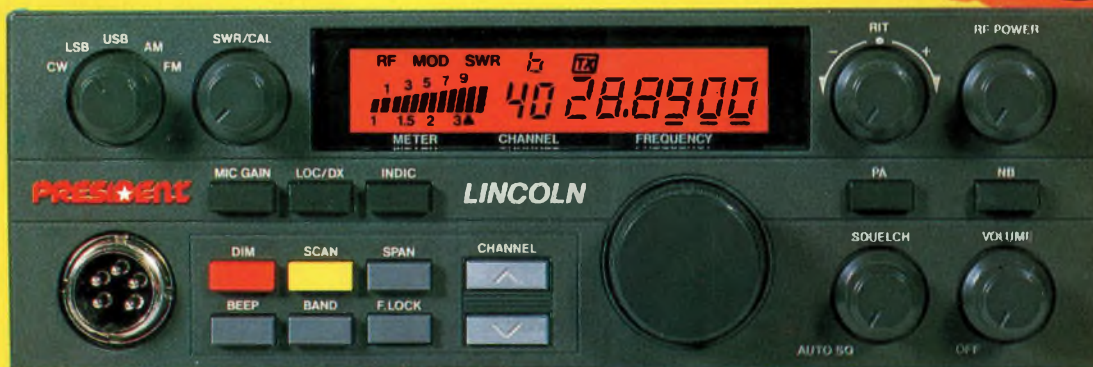 LSB USB AM
CW FM
SWR/CAL
RF MOD SWR b TX
1 3 5 7 9
1 1.5 2 3
40 28.8900
METER CHANNEL FREQUENCY
- RIT +
RF POWER
PRESIDENT
MIC GAIN LOC/DX INDIC
LINCOLN
PA NB
DIM SCAN SPAN
CHANNEL
BEEP BAND F.LOCK
SQUELCH VOLUME
AUTO SQ OFF